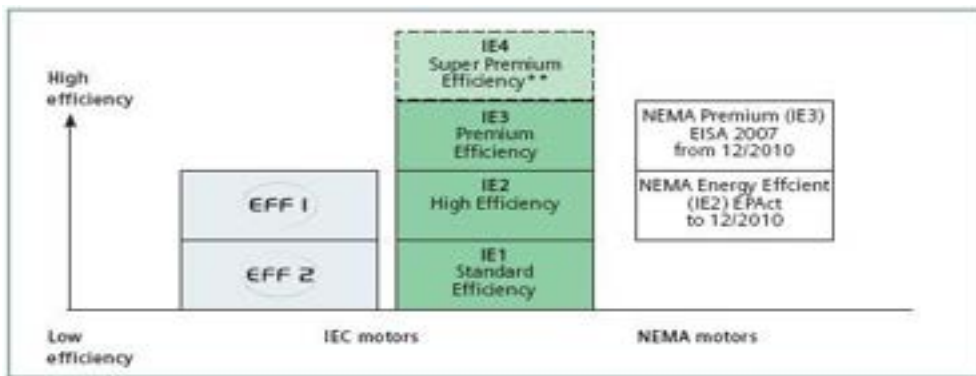 High
efficiency
Low
efficiency
EFF 1
EFF 2
IE4
Super Premium
Efficiency**
IE3
Premium
Efficiency
IE2
High Efficiency
IE1
Standard
Efficiency
NEMA Premium (IE3)
EISA 2007
from 12/2010
NEMA Energy Effcient
(IE2) EPAct
to 12/2010
IEC motors
NEMA motors